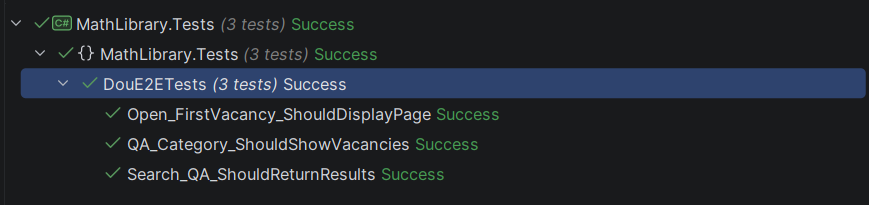 C# MathLibrary.Tests (3 tests) Success
{} MathLibrary.Tests (3 tests) Success
DouE2ETests (3 tests) Success
Open_FirstVacancy_ShouldDisplayPage Success
QA_Category_ShouldShowVacancies Success
Search_QA_ShouldReturnResults Success